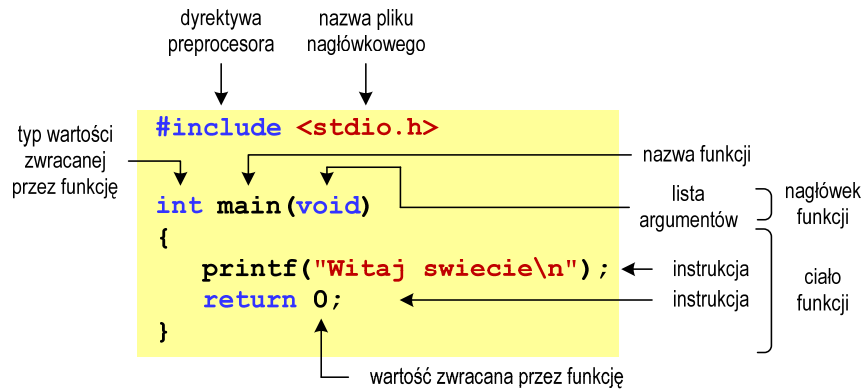 dyrektywa
preprocesora
nazwa pliku
nagłówkowego
#include <stdio.h>
typ wartości
zwracanej
przez funkcję
nazwa funkcji
int main(void)
lista
argumentów
nagłówek
funkcji
{
printf("Witaj swiecie\n");
instrukcja
return 0;
instrukcja
ciało
funkcji
}
wartość zwracana przez funkcję